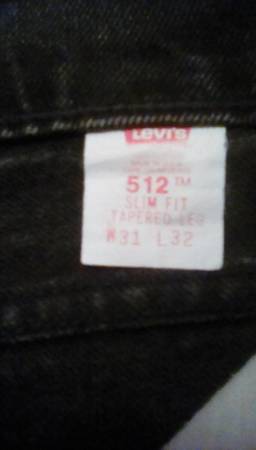 Levi's
512™
SLIM FIT
TAPERED LEG
W31 L32